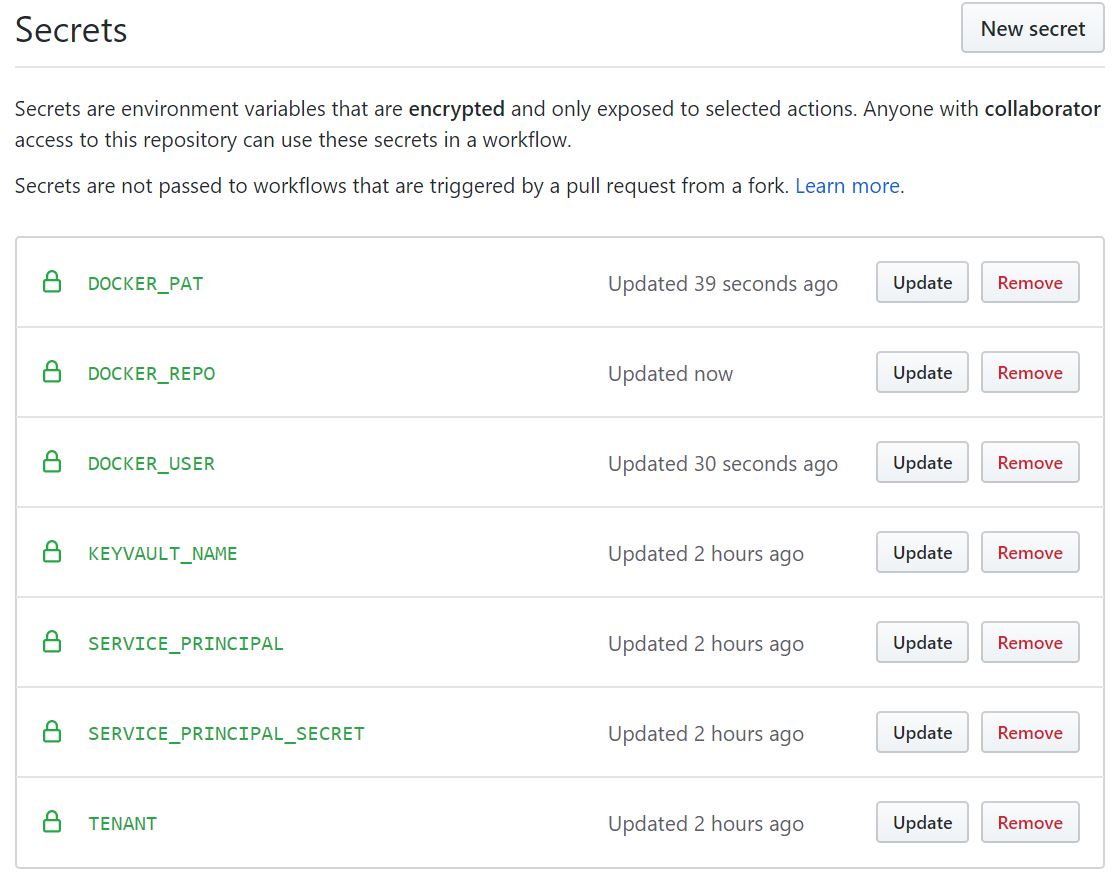 Secrets
New secret
Secrets are environment variables that are encrypted and only exposed to selected actions. Anyone with collaborator
access to this repository can use these secrets in a workflow.
Secrets are not passed to workflows that are triggered by a pull request from a fork. Learn more.
DOCKER_PAT Updated 39 seconds ago Update Remove
DOCKER_REPO Updated now Update Remove
DOCKER_USER Updated 30 seconds ago Update Remove
KEYVAULT_NAME Updated 2 hours ago Update Remove
SERVICE_PRINCIPAL Updated 2 hours ago Update Remove
SERVICE_PRINCIPAL_SECRET Updated 2 hours ago Update Remove
TENANT Updated 2 hours ago Update Remove